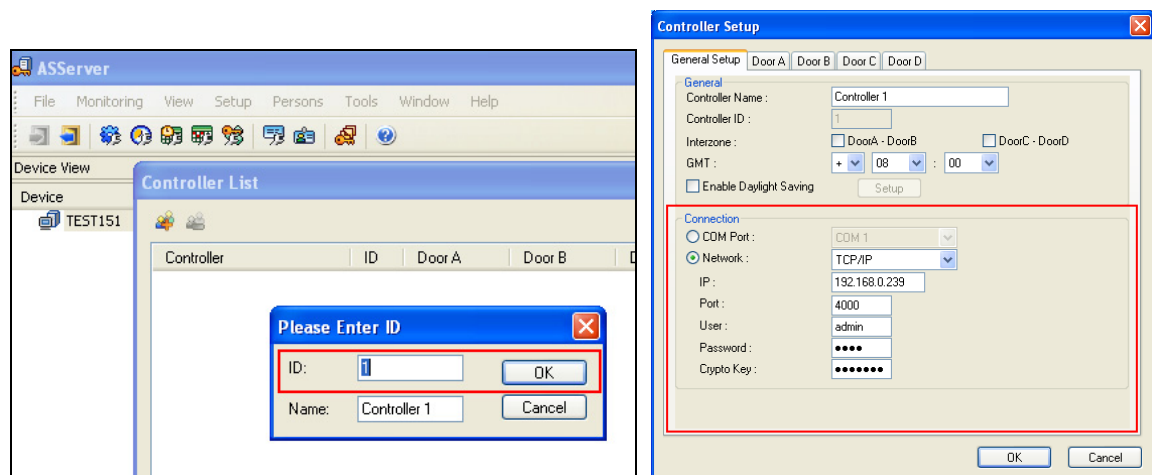 ASServer
File Monitoring View Setup Persons Tools Window Help
Device View
Device
TEST151
Controller List
Controller ID Door A Door B
Please Enter ID
ID: 1 OK
Name: Controller 1 Cancel
Controller Setup
General Setup Door A Door B Door C Door D
General
Controller Name : Controller 1
Controller ID : 1
Interzone : DoorA - DoorB DoorC - DoorD
GMT : + 08 : 00
Enable Daylight Saving Setup
Connection
COM Port : COM 1
Network : TCP/IP
IP : 192.168.0.239
Port : 4000
User : admin
Password : ••••
Crypto Key : •••••••
OK Cancel